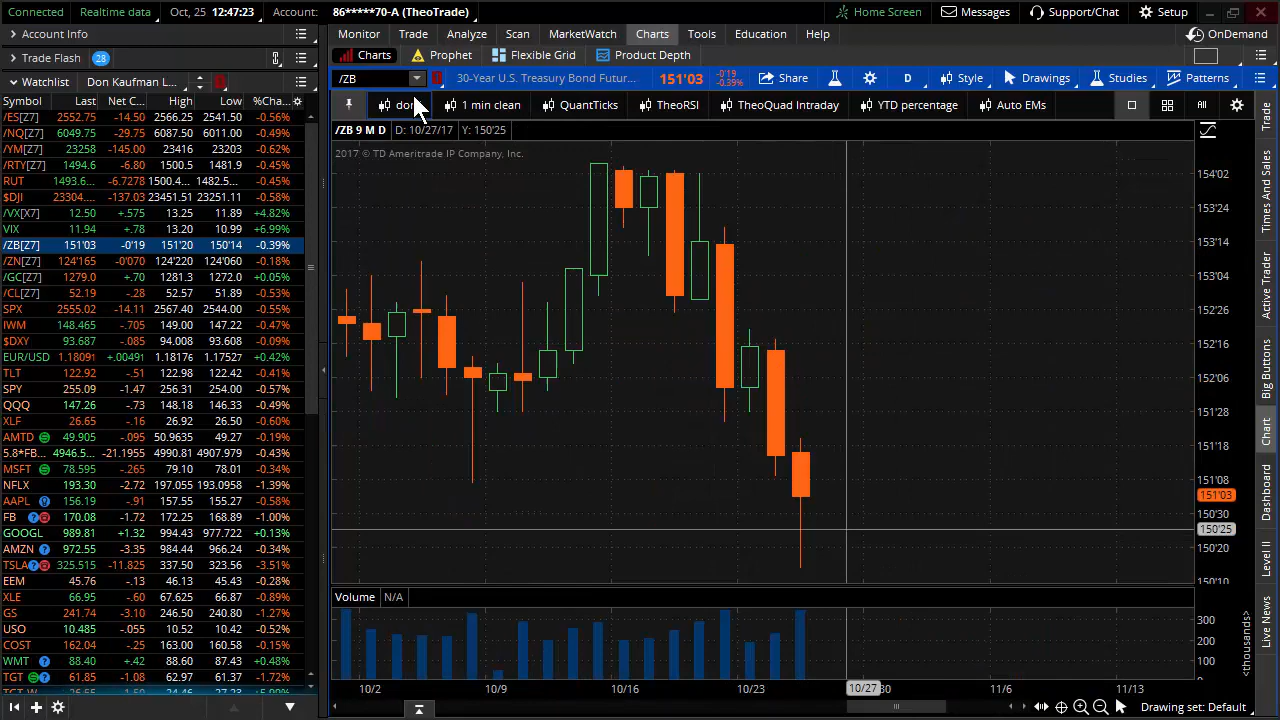 Connected Realtime data Oct, 25 12:47:23 Account: 86*****70-A (TheoTrade) Home Screen Messages Support/Chat Setup
Account Info Monitor Trade Analyze Scan MarketWatch Charts Tools Education Help OnDemand
Trade Flash 28 Charts Prophet Flexible Grid Product Depth
Watchlist Don Kaufman L... /ZB 30-Year U.S. Treasury Bond Futur... 151'03 -0'19 -0.39% Share D Style Drawings Studies Patterns
1 min clean QuantTicks TheoRSI TheoQuad Intraday YTD percentage Auto EMs
/ZB 9 M D D: 10/27/17 Y: 150'25
2017 © TD Ameritrade IP Company, Inc.
Symbol Last Net C... High Low %Cha...
/ES[Z7] 2552.75 -14.50 2566.25 2541.50 -0.56%
/NQ[Z7] 6049.75 -29.75 6087.50 6011.00 -0.49%
/YM[Z7] 23258 -145.00 23416 23203 -0.62%
/RTY[Z7] 1494.6 -6.80 1500.5 1481.9 -0.45%
RUT 1493.6... -6.7278 1500.4... 1482.5... -0.45%
$DJI 23304.... -137.03 23451.51 23251.11 -0.58%
/VX[X7] 12.50 +.575 13.25 11.89 +4.82%
VIX 11.94 +.78 13.20 10.99 +6.99%
/ZB[Z7] 151'03 -0'19 151'20 150'14 -0.39%
/ZN[Z7] 124'165 -0'070 124'220 124'060 -0.18%
/GC[Z7] 1279.0 +.70 1281.3 1272.0 +0.05%
/CL[Z7] 52.19 -.28 52.57 51.89 -0.53%
SPX 2555.02 -14.11 2567.40 2544.00 -0.55%
IWM 148.465 -.705 149.00 147.22 -0.47%
$DXY 93.687 -.085 94.008 93.608 -0.09%
EUR/USD 1.18091 +.00491 1.18176 1.17527 +0.42%
TLT 122.92 -.51 122.98 122.42 -0.41%
SPY 255.09 -1.47 256.31 254.00 -0.57%
QQQ 147.26 -.73 148.18 146.33 -0.49%
XLF 26.65 -.16 26.92 26.50 -0.60%
AMTD 49.905 -.095 50.9635 49.27 -0.19%
5.8*FB... 4946.5... -21.1955 4990.81 4907.979 -0.43%
MSFT 78.595 -.265 79.10 78.01 -0.34%
NFLX 193.30 -2.72 197.055 193.0958 -1.39%
AAPL 156.19 -.91 157.55 155.27 -0.58%
FB 170.08 -1.72 172.25 168.89 -1.00%
GOOGL 989.81 +1.32 994.43 977.722 +0.13%
AMZN 972.55 -3.35 984.44 966.24 -0.34%
TSLA 325.515 -11.825 337.50 323.56 -3.51%
EEM 45.76 -.13 46.13 45.43 -0.28%
XLE 66.95 -.60 67.625 66.87 -0.89%
GS 241.74 -3.10 246.50 240.80 -1.27%
USO 10.485 -.055 10.52 10.42 -0.52%
COST 162.04 -.25 163.00 160.58 -0.15%
WMT 88.40 +.42 88.60 87.43 +0.48%
TGT 61.85 -1.08 62.97 61.37 -1.72%
154'02
153'24
153'14
153'04
152'26
152'16
152'06
151'28
151'18
151'08
151'03
150'30
150'25
150'20
150'10
Volume N/A
300
200
100
<thousands>
10/2 10/9 10/16 10/23 10/27 30 11/6 11/13
Drawing set: Default
Trade
Times And Sales
Active Trader
Big Buttons
Chart
Dashboard
Level II
Live News